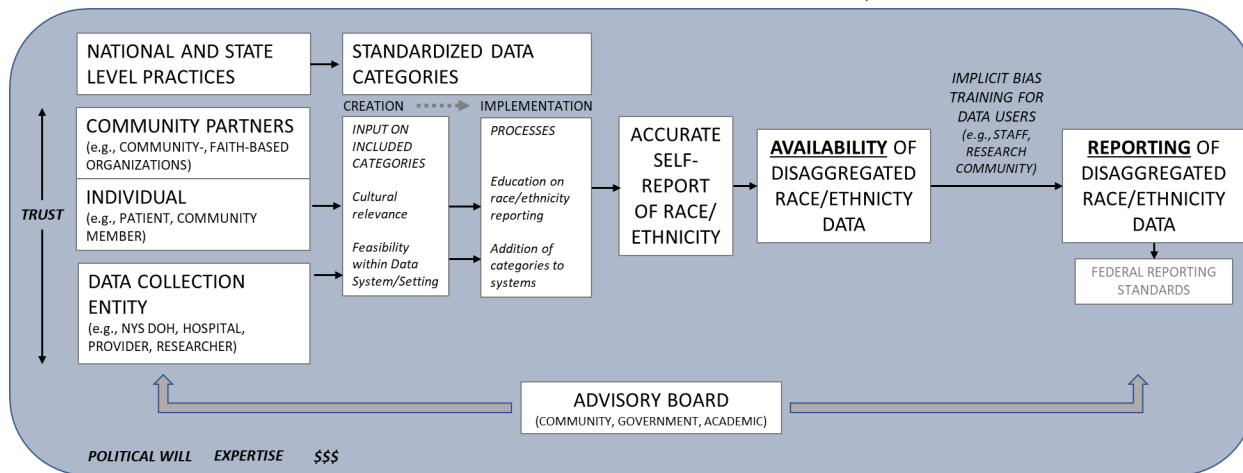 NATIONAL AND STATE
LEVEL PRACTICES
STANDARDIZED DATA
CATEGORIES
CREATION
IMPLEMENTATION
TRUST
COMMUNITY PARTNERS
(e.g., COMMUNITY-, FAITH-BASED
ORGANIZATIONS)
INDIVIDUAL
(e.g., PATIENT, COMMUNITY
MEMBER)
DATA COLLECTION
ENTITY
(e.g., NYS DOH, HOSPITAL,
PROVIDER, RESEARCHER)
INPUT ON
INCLUDED
CATEGORIES
Cultural
relevance
Feasibility
within Data
System/Setting
PROCESSES
Education on
race/ethnicity
reporting
Addition of
categories to
systems
ACCURATE
SELF-
REPORT
OF RACE/
ETHNICITY
AVAILABILITY OF
DISAGGREGATED
RACE/ETHNICTY
DATA
IMPLICIT BIAS
TRAINING FOR
DATA USERS
(e.g., STAFF,
RESEARCH
COMMUNITY)
REPORTING OF
DISAGGREGATED
RACE/ETHNICITY
DATA
FEDERAL REPORTING
STANDARDS
ADVISORY BOARD
(COMMUNITY, GOVERNMENT, ACADEMIC)
POLITICAL WILL EXPERTISE $$$